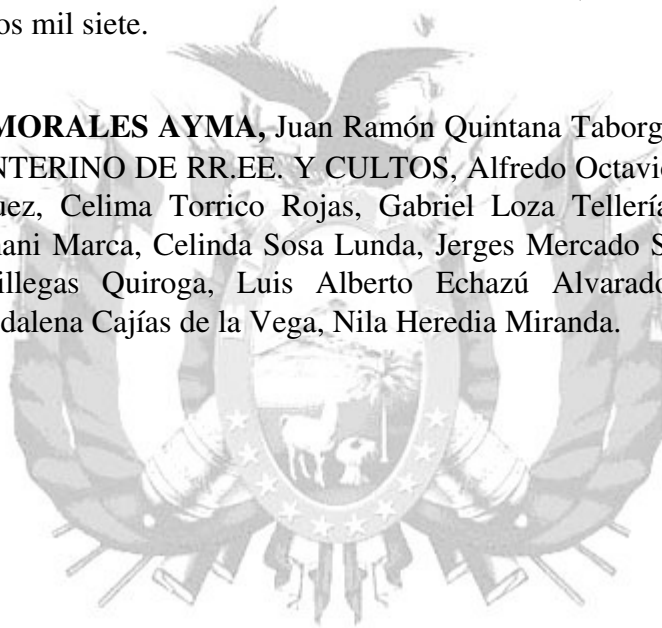 os mil siete.
MORALES AYMA, Juan Ramón Quintana Taborg
NTERINO DE RR.EE. Y CULTOS, Alfredo Octavi
uez, Celima Torrico Rojas, Gabriel Loza Tellería
nani Marca, Celinda Sosa Lunda, Jerges Mercado S
illegas Quiroga, Luis Alberto Echazú Alvarado
dalena Cajías de la Vega, Nila Heredia Miranda.